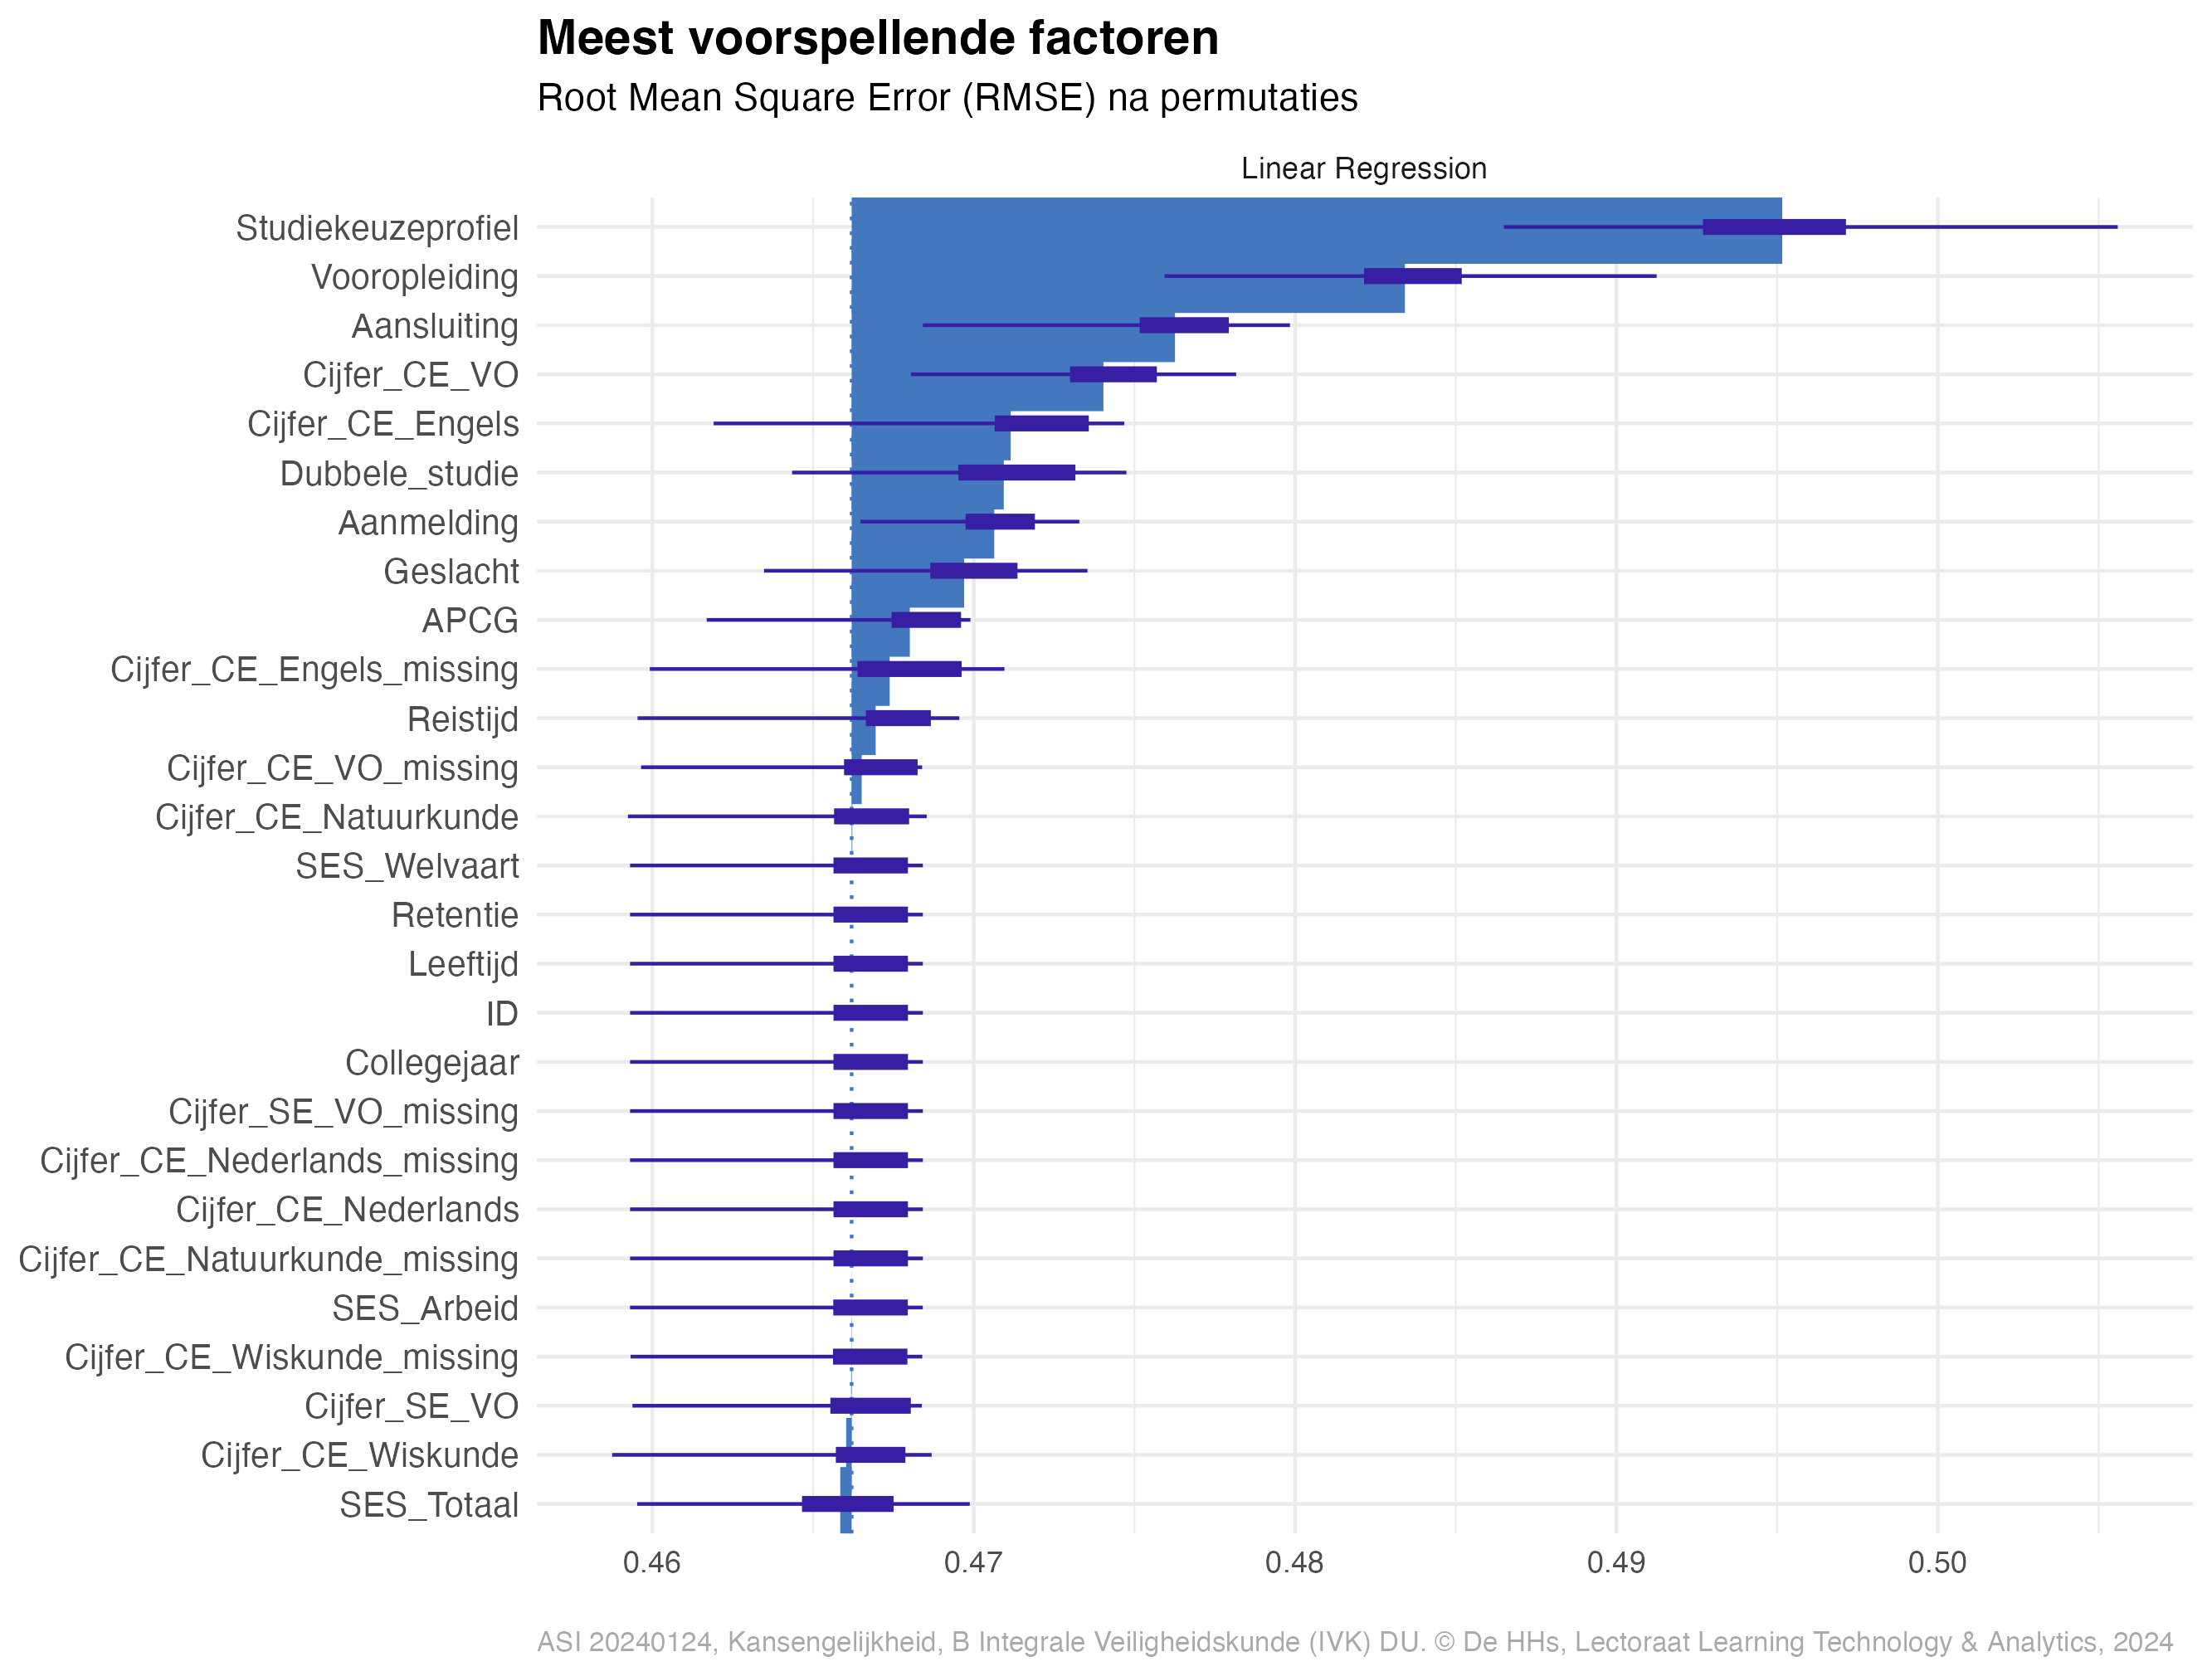 Meest voorspellende factoren
Root Mean Square Error (RMSE) na permutaties
Linear Regression
Studiekeuzeprofiel
Vooropleiding
Aansluiting
Cijfer_CE_VO
Cijfer_CE_Engels
Dubbele_studie
Aanmelding
Geslacht
APCG
Cijfer_CE_Engels_missing
Reistijd
Cijfer_CE_VO_missing
Cijfer_CE_Natuurkunde
SES_Welvaart
Retentie
Leeftijd
ID
Collegejaar
Cijfer_SE_VO_missing
Cijfer_CE_Nederlands_missing
Cijfer_CE_Nederlands
Cijfer_CE_Natuurkunde_missing
SES_Arbeid
Cijfer_CE_Wiskunde_missing
Cijfer_SE_VO
Cijfer_CE_Wiskunde
SES_Totaal
0.46 0.47 0.48 0.49 0.50
ASI 20240124, Kansengelijkheid, B Integrale Veiligheidskunde (IVK) DU. © De HHs, Lectoraat Learning Technology & Analytics, 2024